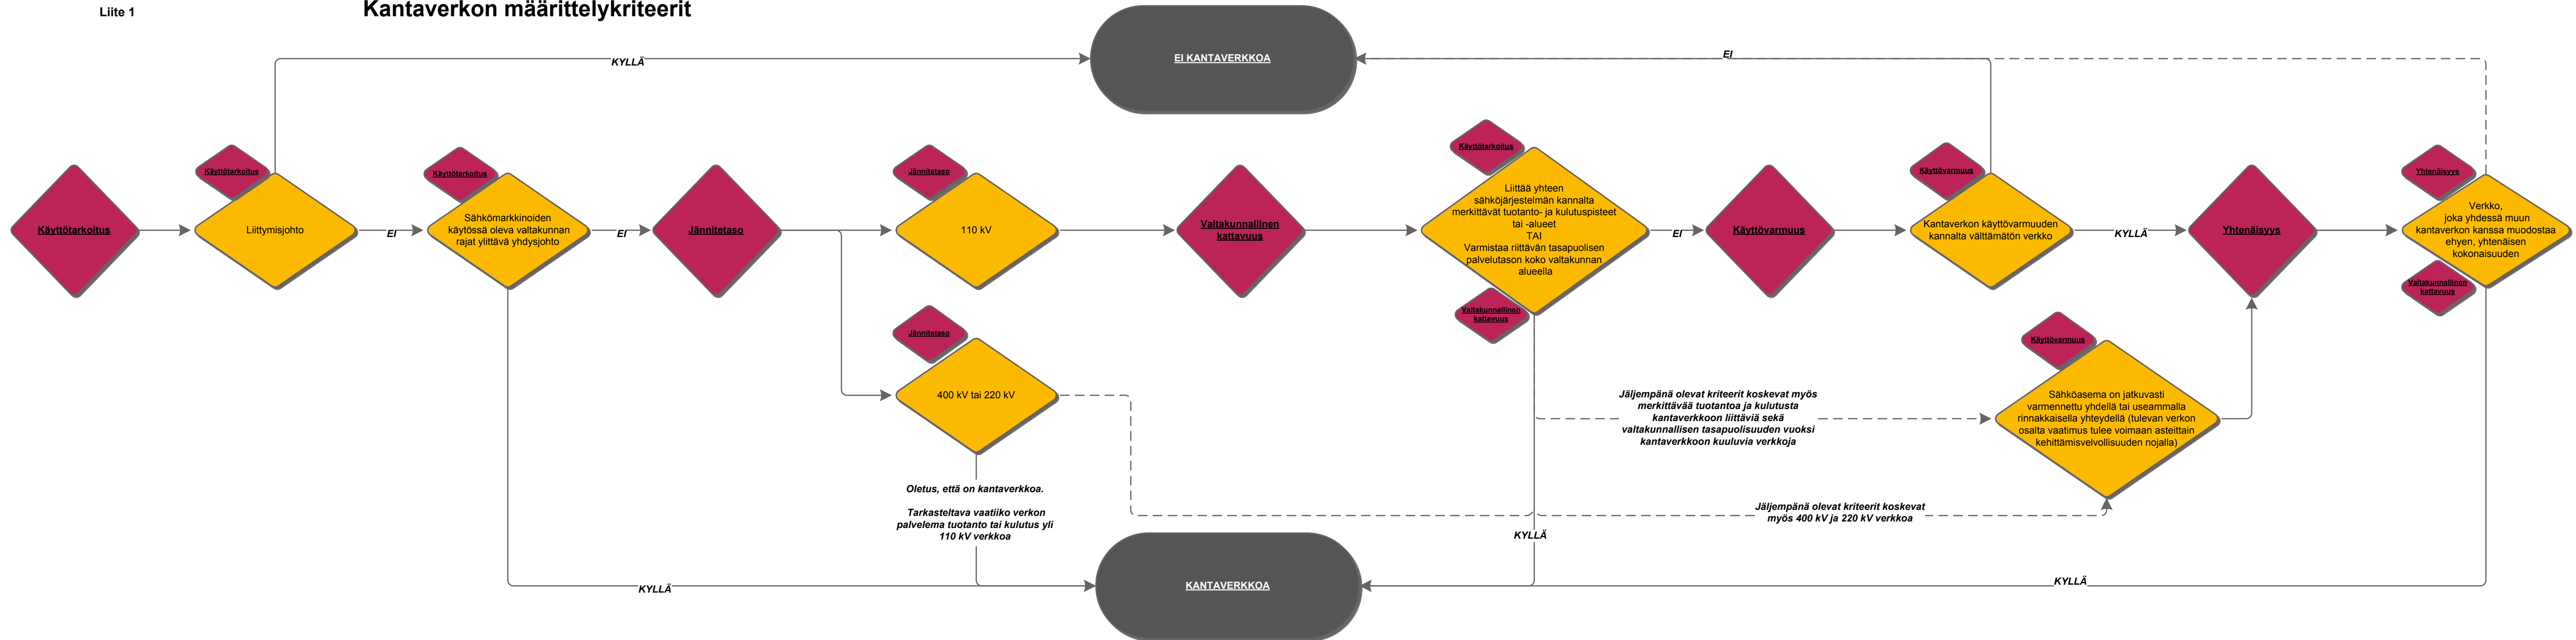 Liite 1
Kantaverkon määrittelykriteerit
EI KANTAVERKKOA
KYLLÄ
EI
Käyttötarkoitus
Käyttötarkoitus
Liittymisjohto
EI
Käyttötarkoitus
Sähkömarkkinoiden
käytössä oleva valtakunnan
rajat ylittävä yhdysjohto
EI
Jännitetaso
Jännitetaso
110 kV
Valtakunnallinen
kattavuus
Käyttötarkoitus
Liittää yhteen
sähköjärjestelmän kannalta
merkittävät tuotanto- ja kulutuspisteet
tai -alueet
TAI
Varmistaa riittävän tasapuolisen
palvelutason koko valtakunnan
alueella
Valtakunnallinen
kattavuus
EI
Käyttövarmuus
Käyttövarmuus
Kantaverkon käyttövarmuuden
kannalta välttämätön verkko
KYLLÄ
Yhtenäisyys
Yhtenäisyys
Verkko,
joka yhdessä muun
kantaverkon kanssa muodostaa
ehyen, yhtenäisen
kokonaisuuden
Valtakunnallinen
kattavuus
Jännitetaso
400 kV tai 220 kV
Jäljempänä olevat kriteerit koskevat myös
merkittävää tuotantoa ja kulutusta
kantaverkkoon liittäviä sekä
valtakunnallisen tasapuolisuuden vuoksi
kantaverkkoon kuuluvia verkkoja
Käyttövarmuus
Sähköasema on jatkuvasti
varmennettu yhdellä tai useammalla
rinnakkaisella yhteydellä (tulevan verkon
osalta vaatimus tulee voimaan asteittain
kehittämisvelvollisuuden nojalla)
Oletus, että on kantaverkkoa.
Tarkasteltava vaatiiko verkon
palvelema tuotanto tai kulutus yli
110 kV verkkoa
Jäljempänä olevat kriteerit koskevat
myös 400 kV ja 220 kV verkkoa
KYLLÄ
KYLLÄ
KANTAVERKKOA
KYLLÄ